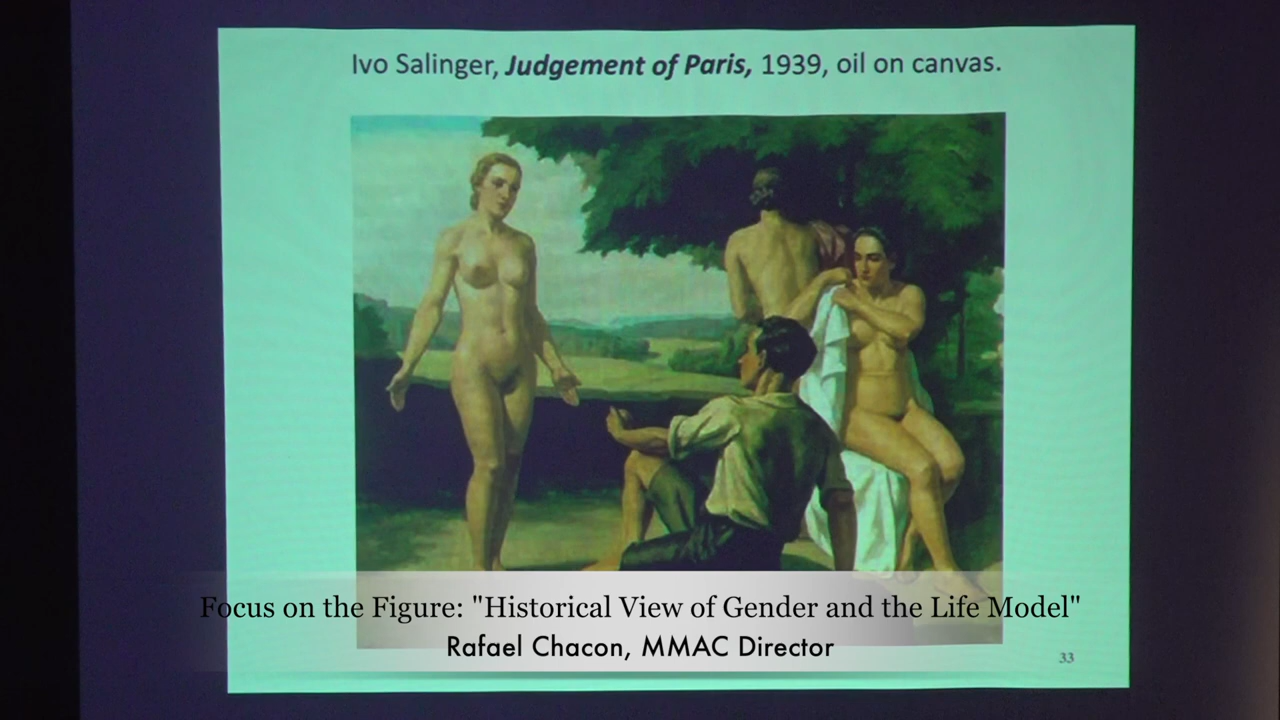 Ivo Salinger, Judgement of Paris, 1939, oil on canvas.
Focus on the Figure: "Historical View of Gender and the Life Model"
Rafael Chacon, MMAC Director
33